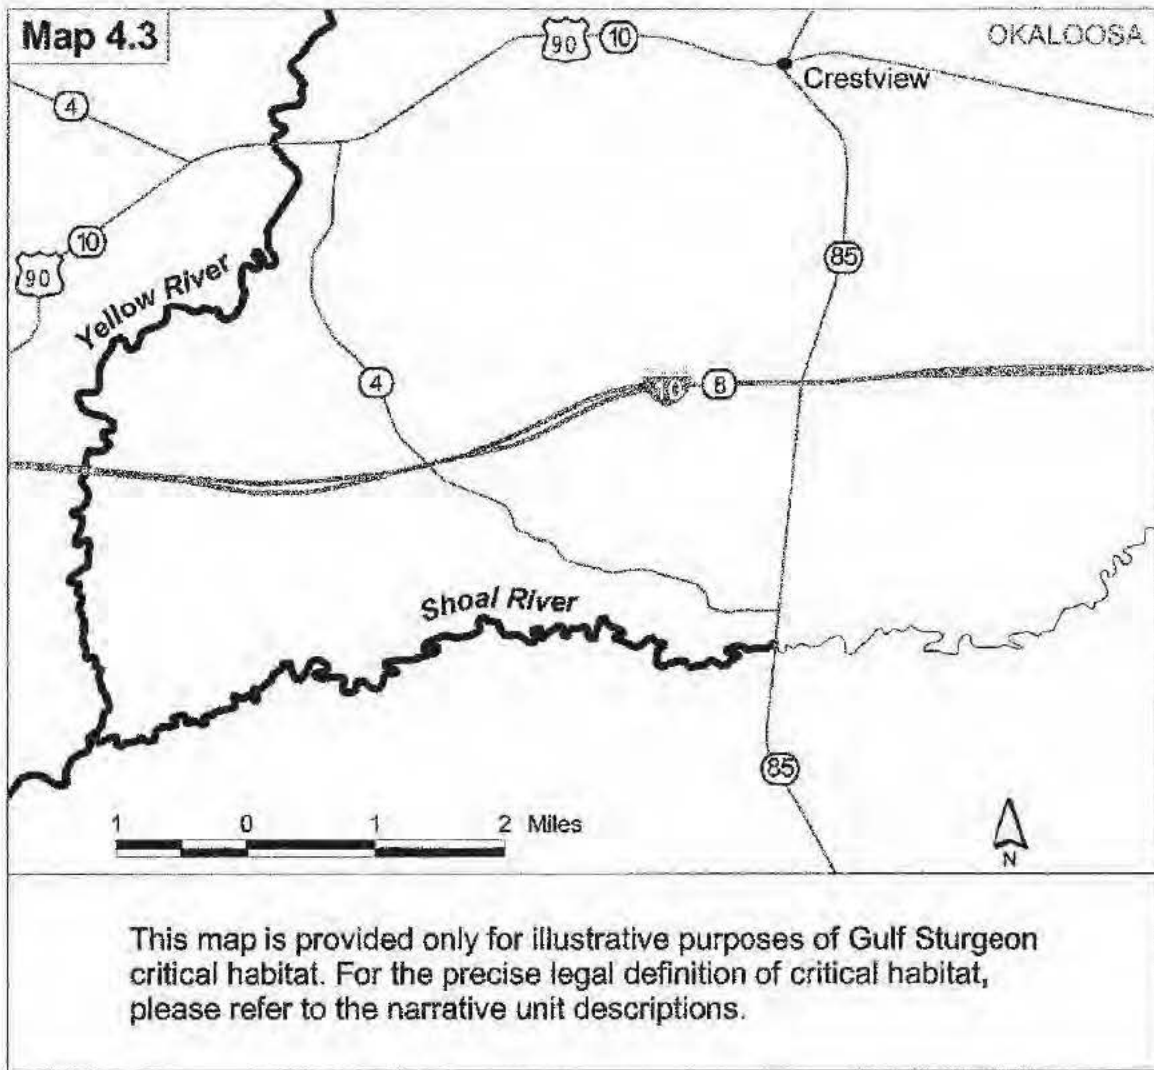 Map 4.3
OKALOOSA
90 10
Crestview
4
10
90
85
Yellow River
4
10 8
Shoal River
85
1 0 1 2 Miles
N
This map is provided only for illustrative purposes of Gulf Sturgeon
critical habitat. For the precise legal definition of critical habitat,
please refer to the narrative unit descriptions.